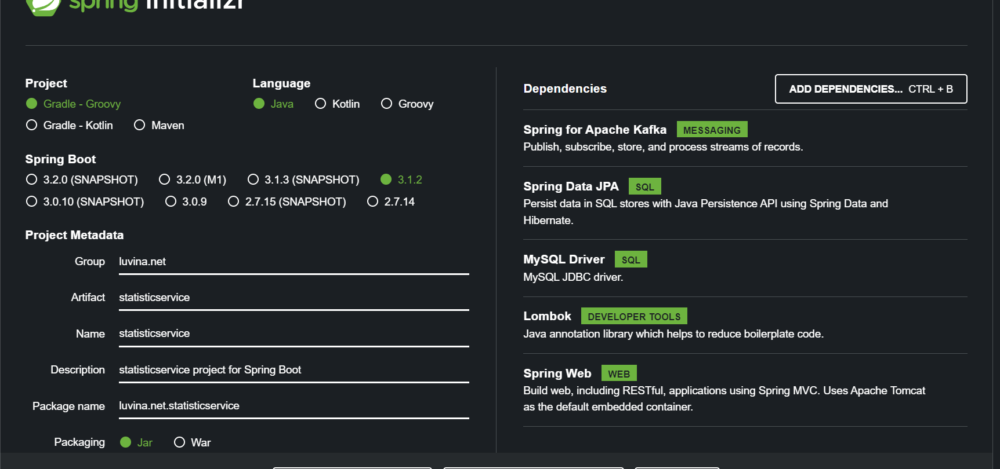 spring initializr
Project
Gradle - Groovy
Gradle - Kotlin Maven
Language
Java Kotlin Groovy
Spring Boot
3.2.0 (SNAPSHOT) 3.2.0 (M1) 3.1.3 (SNAPSHOT) 3.1.2
3.0.10 (SNAPSHOT) 3.0.9 2.7.15 (SNAPSHOT) 2.7.14
Project Metadata
Group luvina.net
Artifact statisticservice
Name statisticservice
Description statisticservice project for Spring Boot
Package name luvina.net.statisticservice
Packaging Jar War
Dependencies
ADD DEPENDENCIES... CTRL + B
Spring for Apache Kafka MESSAGING
Publish, subscribe, store, and process streams of records.
Spring Data JPA SQL
Persist data in SQL stores with Java Persistence API using Spring Data and
Hibernate.
MySQL Driver SQL
MySQL JDBC driver.
Lombok DEVELOPER TOOLS
Java annotation library which helps to reduce boilerplate code.
Spring Web WEB
Build web, including RESTful, applications using Spring MVC. Uses Apache Tomcat
as the default embedded container.